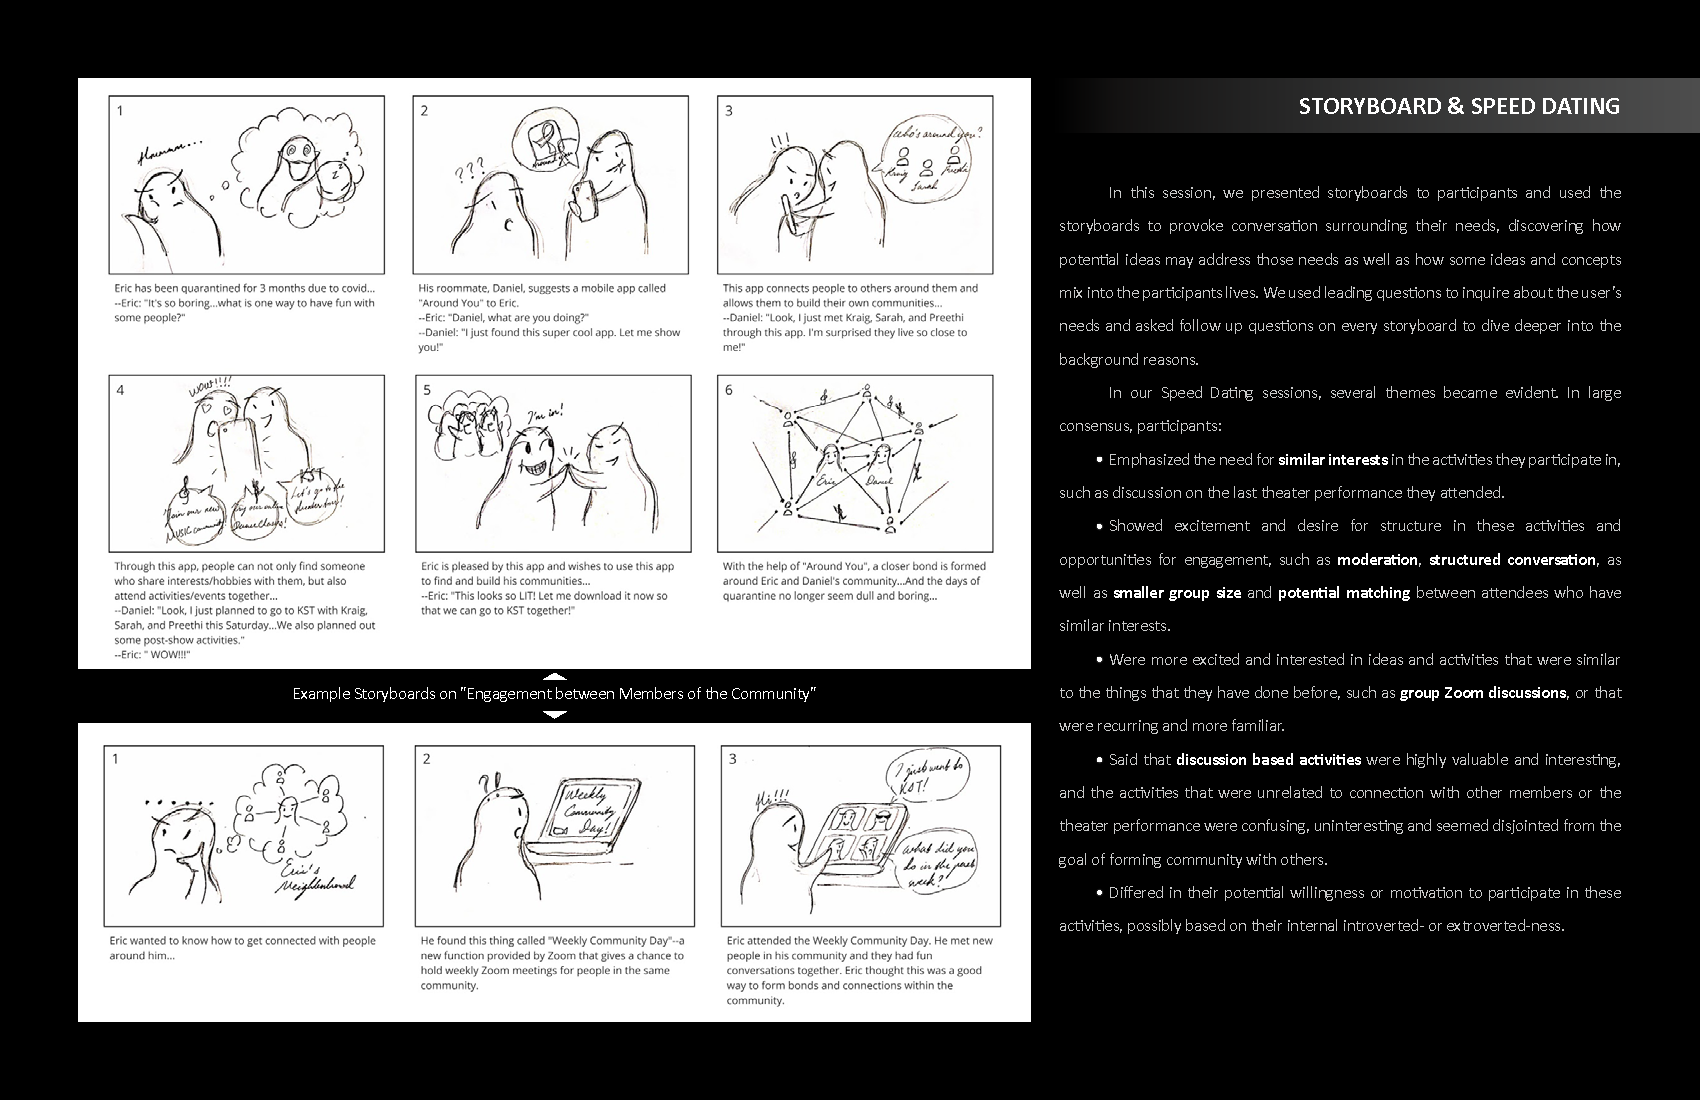 STORYBOARD & SPEED DATING
1
Hmmmm...
Eric has been quarantined for 3 months due to covid...
--Eric: "It's so boring...what is one way to have fun with
some people?"
2
???
Around you
His roommate, Daniel, suggests a mobile app called
"Around You" to Eric.
--Eric: "Daniel, what are you doing?"
--Daniel: "I just found this super cool app. Let me show
you!"
3
!!!
Who's around you?
Kraig
Sarah
Preethi
This app connects people to others around them and
allows them to build their own communities...
--Daniel: "Look, I just met Kraig, Sarah, and Preethi
through this app. I'm surprised they live so close to
me!"
4
Wow!!!!
Join our new
MUSIC community!
Try our online
Dance Class!
KST
Let's go to the
theater today!
Through this app, people can not only find someone
who share interests/hobbies with them, but also
attend activities/events together...
--Daniel: "Look, I just planned to go to KST with Kraig,
Sarah, and Preethi this Saturday...We also planned out
some post-show activities."
--Eric: " WOW!!!"
5
I'm in!
Eric is pleased by this app and wishes to use this app
to find and build his communities...
--Eric: "This looks so LIT! Let me download it now so
that we can go to KST together!"
6
Eric
Daniel
With the help of "Around You", a closer bond is formed
around Eric and Daniel's community...And the days of
quarantine no longer seem dull and boring...
Example Storyboards on "Engagement between Members of the Community"
1
......
Eric's
Neighborhood
Eric wanted to know how to get connected with people
around him...
2
?!
Weekly
Community
Day!
He found this thing called "Weekly Community Day"--a
new function provided by Zoom that gives a chance to
hold weekly Zoom meetings for people in the same
community.
3
Hi!!!
I just went to
KST!
What did you
do in the past
week?
Eric attended the Weekly Community Day. He met new
people in his community and they had fun
conversations together. Eric thought this was a good
way to form bonds and connections within the
community.
In this session, we presented storyboards to participants and used the
storyboards to provoke conversation surrounding their needs, discovering how
potential ideas may address those needs as well as how some ideas and concepts
mix into the participants lives. We used leading questions to inquire about the user's
needs and asked follow up questions on every storyboard to dive deeper into the
background reasons.
In our Speed Dating sessions, several themes became evident. In large
consensus, participants:
• Emphasized the need for similar interests in the activities they participate in,
such as discussion on the last theater performance they attended.
• Showed excitement and desire for structure in these activities and
opportunities for engagement, such as moderation, structured conversation, as
well as smaller group size and potential matching between attendees who have
similar interests.
• Were more excited and interested in ideas and activities that were similar
to the things that they have done before, such as group Zoom discussions, or that
were recurring and more familiar.
• Said that discussion based activities were highly valuable and interesting,
and the activities that were unrelated to connection with other members or the
theater performance were confusing, uninteresting and seemed disjointed from the
goal of forming community with others.
• Differed in their potential willingness or motivation to participate in these
activities, possibly based on their internal introverted- or extroverted-ness.